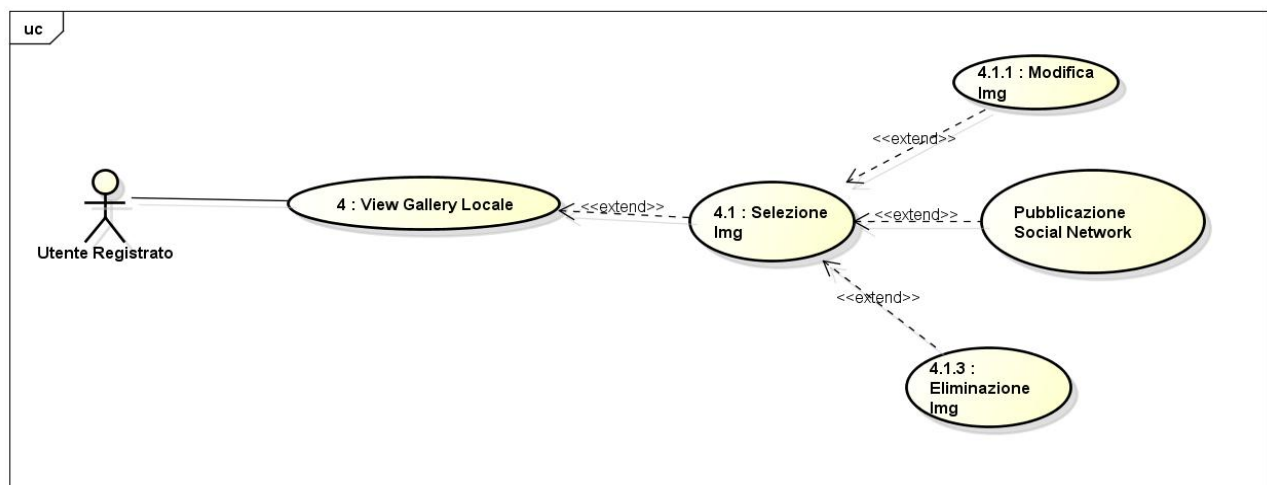 uc
4.1.1 : Modifica
Img
<<extend>>
Utente Registrato
4 : View Gallery Locale
<<extend>>
4.1 : Selezione
Img
<<extend>>
Pubblicazione
Social Network
<<extend>>
4.1.3 :
Eliminazione
Img